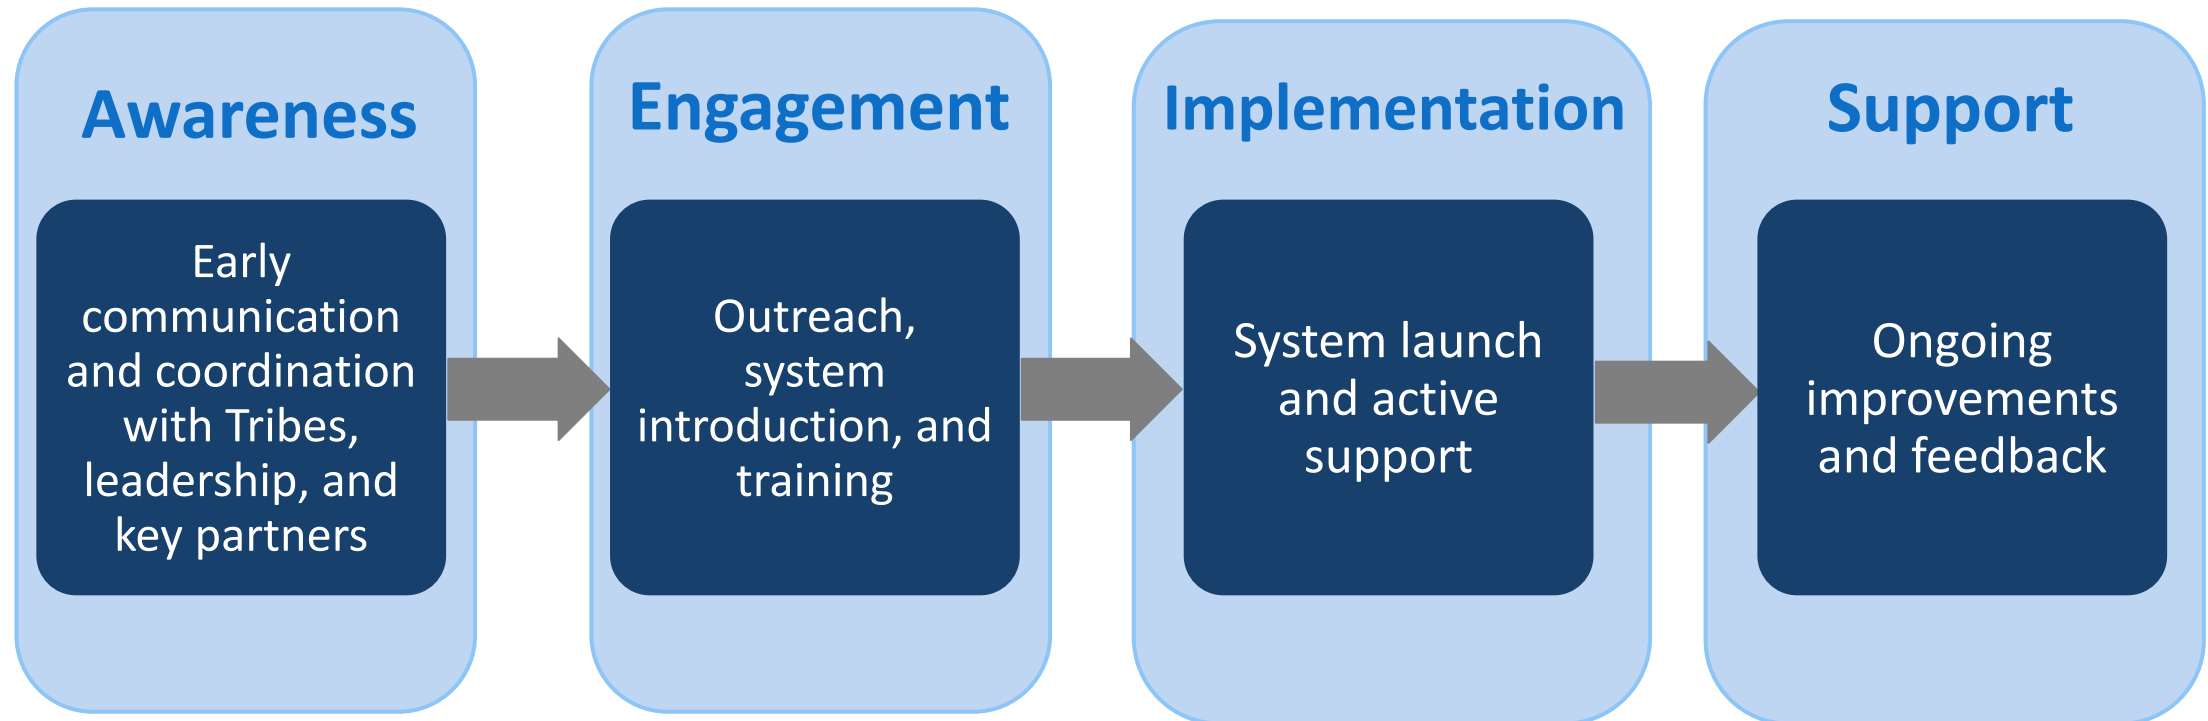 Awareness
Early
communication
and coordination
with Tribes,
leadership, and
key partners
Engagement
Outreach,
system
introduction, and
training
Implementation
System launch
and active
support
Support
Ongoing
improvements
and feedback